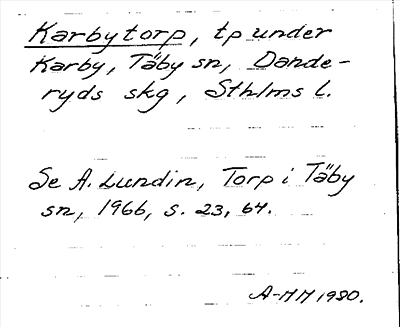 Karbytorp, tp under
Karby, Täby sn, Dande-
ryds skg, Sthlms l.
Se A. Lundin, Torp i Täby
sn, 1966, s. 23, 64.
A-MM 1980.